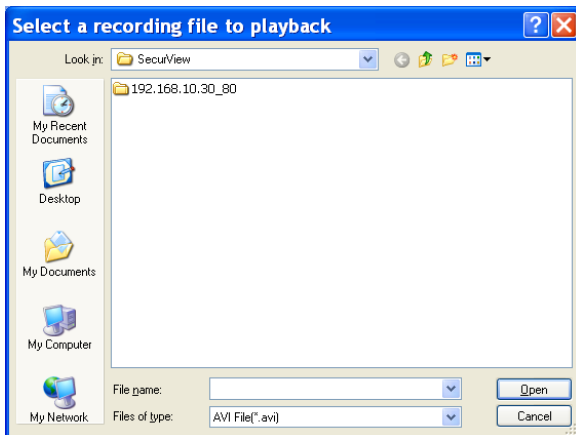 Select a recording file to playback
Look in: SecurView
192.168.10.30_80
My Recent
Documents
Desktop
My Documents
My Computer
My Network
File name:
Open
Files of type: AVI File(*.avi)
Cancel